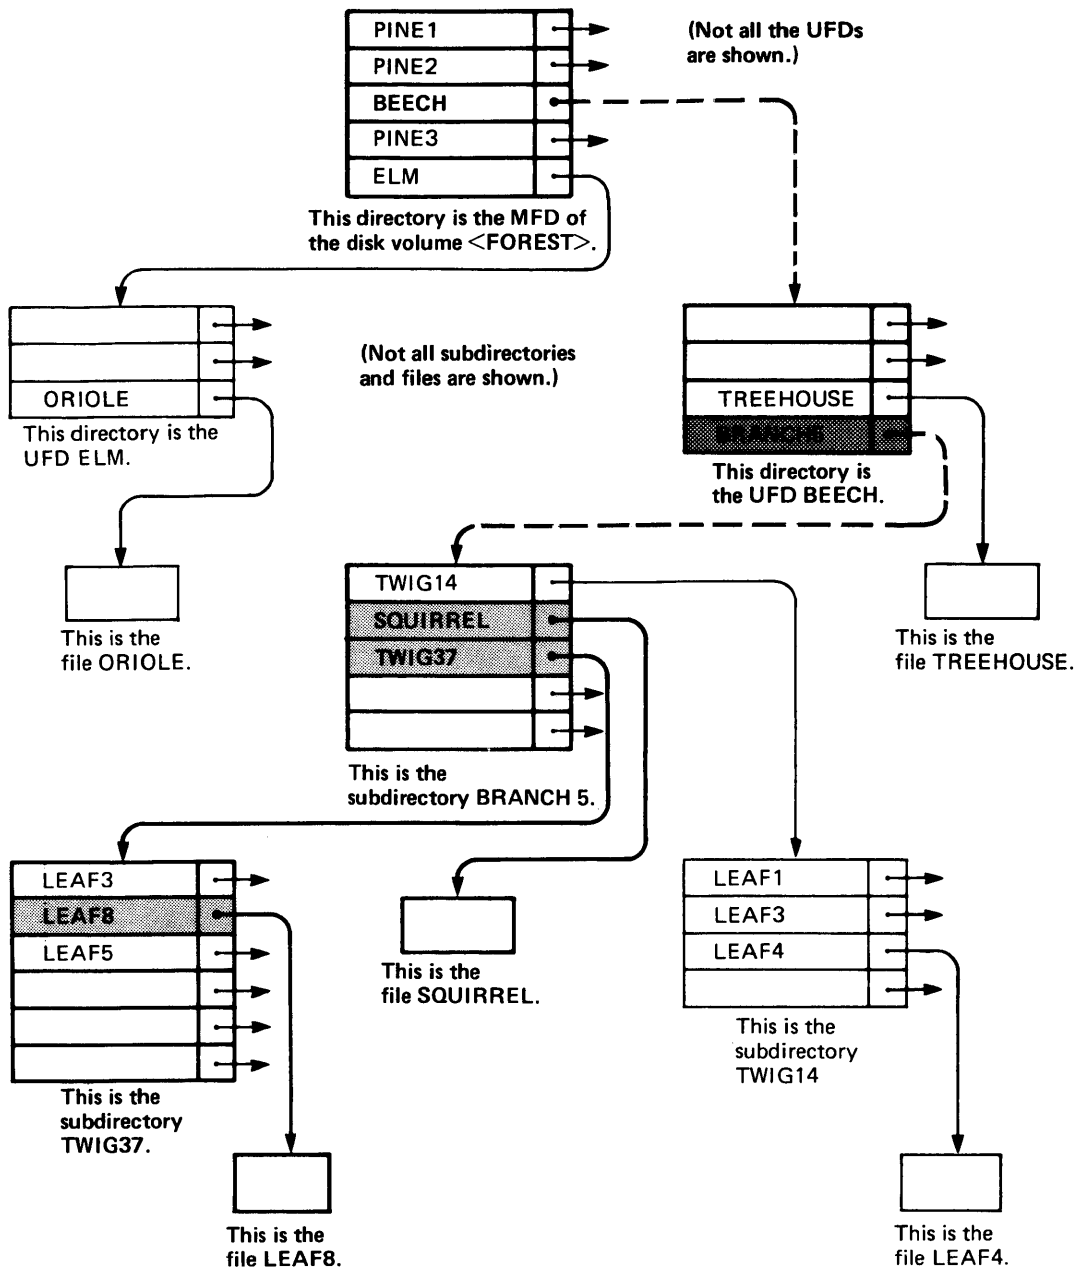 PINE1
PINE2
BEECH
PINE3
ELM
(Not all the UFDs
are shown.)
This directory is the MFD of
the disk volume <FOREST>.
ORIOLE
This directory is the
UFD ELM.
(Not all subdirectories
and files are shown.)
TREEHOUSE
BRANCH5
This directory is
the UFD BEECH.
This is the
file ORIOLE.
TWIG14
SQUIRREL
TWIG37
This is the
subdirectory BRANCH 5.
This is the
file TREEHOUSE.
LEAF3
LEAF8
LEAF5
This is the
subdirectory
TWIG37.
This is the
file SQUIRREL.
LEAF1
LEAF3
LEAF4
This is the
subdirectory
TWIG14
This is the
file LEAF8.
This is the
file LEAF4.